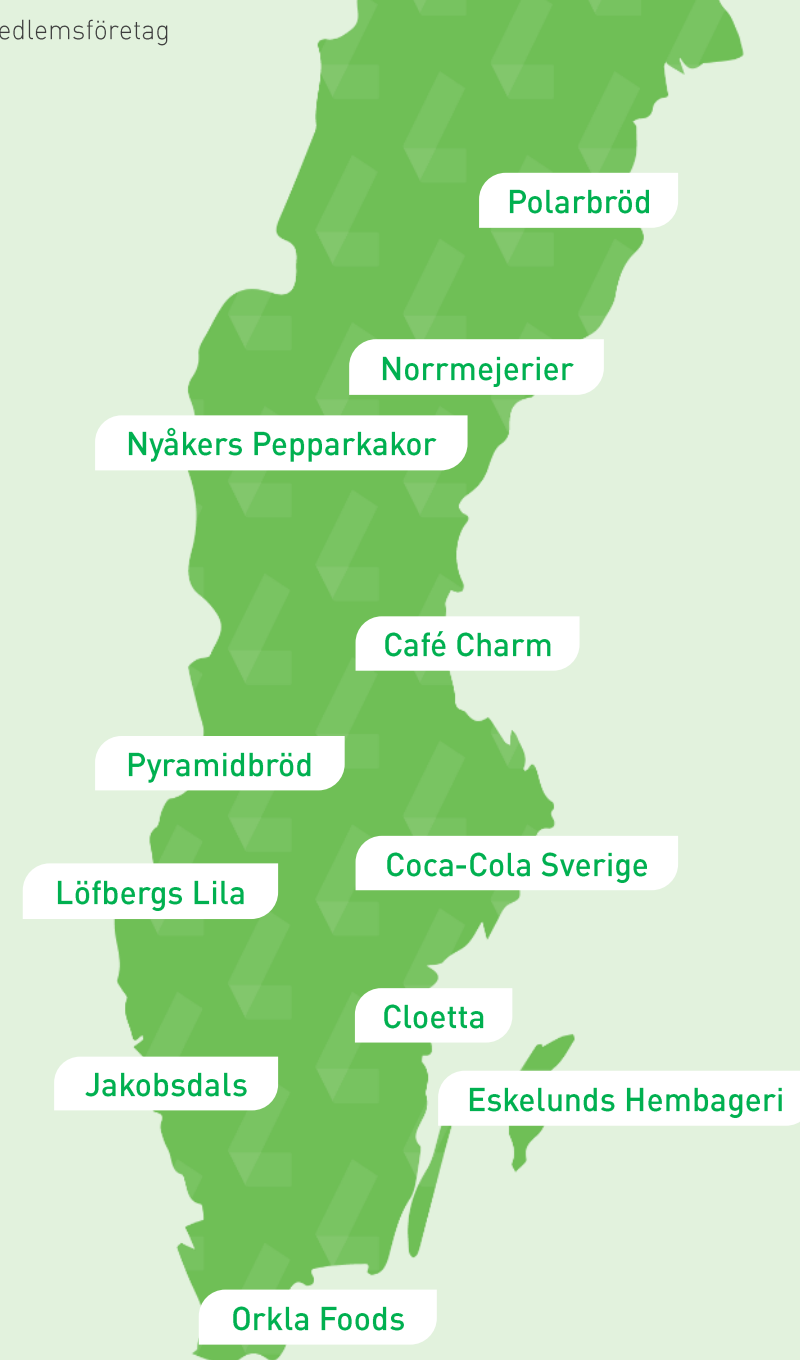 edlemsföretag
Polarbröd
Norrmejerier
Nyåkers Pepparkakor
Café Charm
Pyramidbröd
Coca-Cola Sverige
Löfbergs Lila
Cloetta
Jakobsdals
Eskelunds Hembageri
Orkla Foods